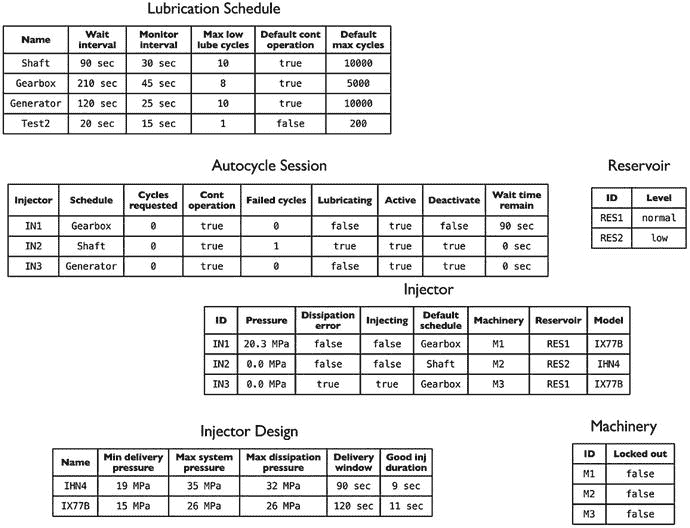 Lubrication Schedule
Name Wait interval Monitor interval Max low lube cycles Default cont operation Default max cycles
Shaft 90 sec 30 sec 10 true 10000
Gearbox 210 sec 45 sec 8 true 5000
Generator 120 sec 25 sec 10 true 10000
Test2 20 sec 15 sec 1 false 200
Autocycle Session
Injector Schedule Cycles requested Cont operation Failed cycles Lubricating Active Deactivate Wait time remain
IN1 Gearbox 0 true 0 false true false 90 sec
IN2 Shaft 0 true 1 true true true 0 sec
IN3 Generator 0 true 0 false true true 0 sec
Reservoir
ID Level
RES1 normal
RES2 low
Injector
ID Pressure Dissipation error Injecting Default schedule Machinery Reservoir Model
IN1 20.3 MPa false false Gearbox M1 RES1 IX77B
IN2 0.0 MPa false false Shaft M2 RES2 IHN4
IN3 0.0 MPa true true Gearbox M3 RES1 IX77B
Injector Design
Name Min delivery pressure Max system pressure Max dissipation pressure Delivery window Good inj duration
IHN4 19 MPa 35 MPa 32 MPa 90 sec 9 sec
IX77B 15 MPa 26 MPa 26 MPa 120 sec 11 sec
Machinery
ID Locked out
M1 false
M2 false
M3 false